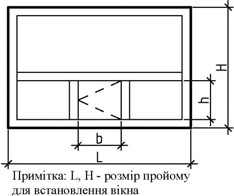 H
h
b
L
Примітка: L, H - розмір пройому
для встановлення вікна